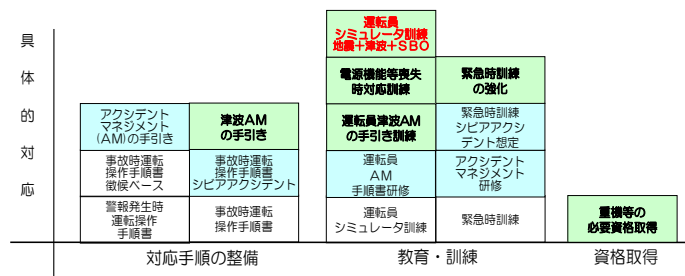 具
体
的
対
応
アクシデント
マネジメント
(AM)の手引き
事故時運転
操作手順書
徴候ベース
警報発生時
運転操作
手順書
津波AM
の手引き
事故時運転
操作手順書
シビアアクシデント
事故時運転
操作手順書
運転員
シミュレータ訓練
地震+津波+SBO
電源機能等喪失
時対応訓練
運転員津波AM
の手引き訓練
運転員
AM
手順書研修
運転員
シミュレータ訓練
緊急時訓練
の強化
緊急時訓練
シビアアクシ
デント想定
アクシデント
マネジメント
研修
緊急時訓練
重機等の
必要資格取得
対応手順の整備
教育・訓練
資格取得